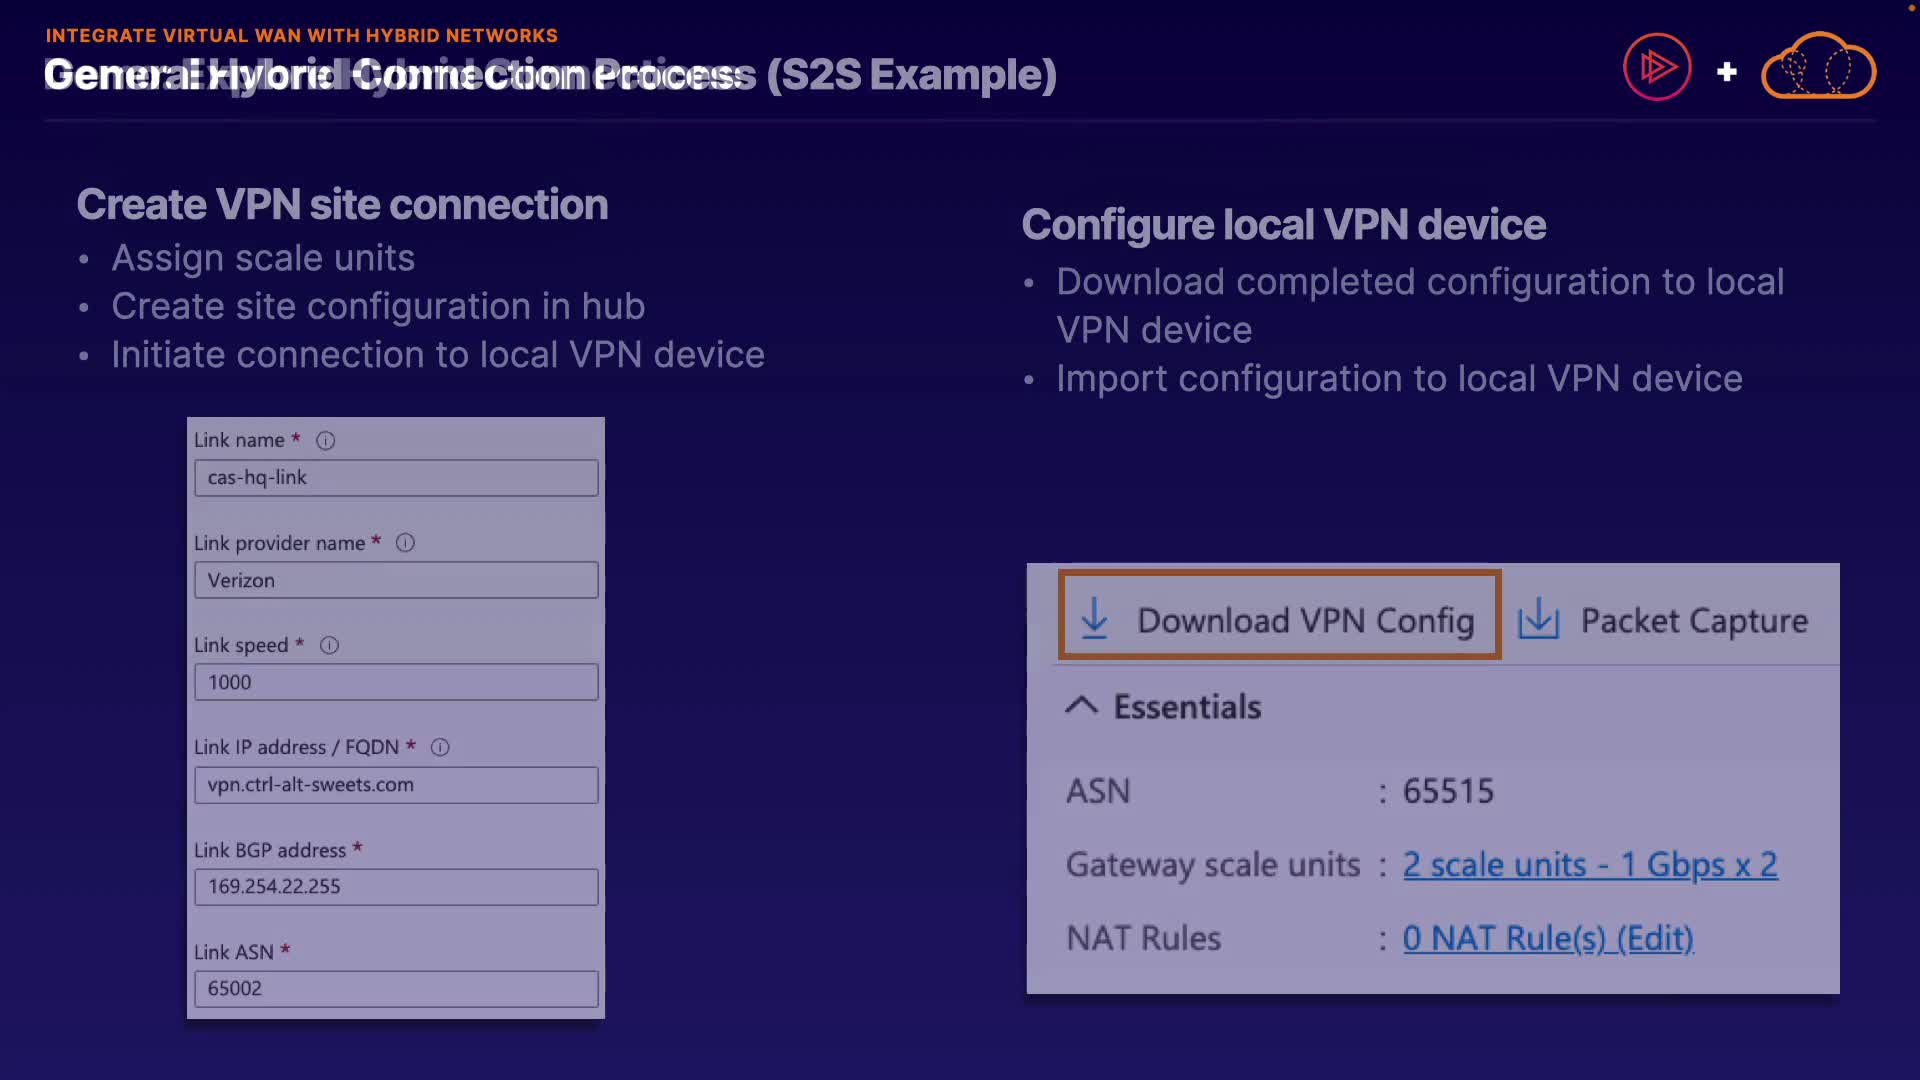 INTEGRATE VIRTUAL WAN WITH HYBRID NETWORKS
General Hybrid Connection Process (S2S Example)
Create VPN site connection
• Assign scale units
• Create site configuration in hub
• Initiate connection to local VPN device
Link name *
cas-hq-link
Link provider name *
Verizon
Link speed *
1000
Link IP address / FQDN *
vpn.ctrl-alt-sweets.com
Link BGP address *
169.254.22.255
Link ASN *
65002
Configure local VPN device
• Download completed configuration to local
VPN device
• Import configuration to local VPN device
Download VPN Config Packet Capture
Essentials
ASN : 65515
Gateway scale units : 2 scale units - 1 Gbps x 2
NAT Rules : 0 NAT Rule(s) (Edit)